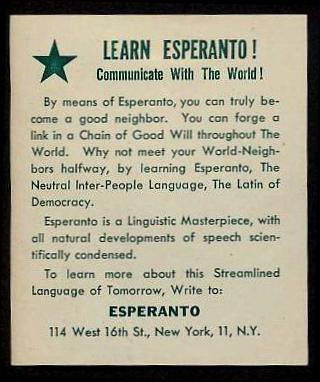 LEARN ESPERANTO!
Communicate With The World!
By means of Esperanto, you can truly be-
come a good neighbor. You can forge a
link in a Chain of Good Will throughout The
World. Why not meet your World-Neigh-
bors halfway, by learning Esperanto, The
Neutral Inter-People Language, The Latin of
Democracy.
Esperanto is a Linguistic Masterpiece, with
all natural developments of speech scien-
tifically condensed.
To learn more about this Streamlined
Language of Tomorrow, Write to:
ESPERANTO
114 West 16th St., New York, 11, N.Y.